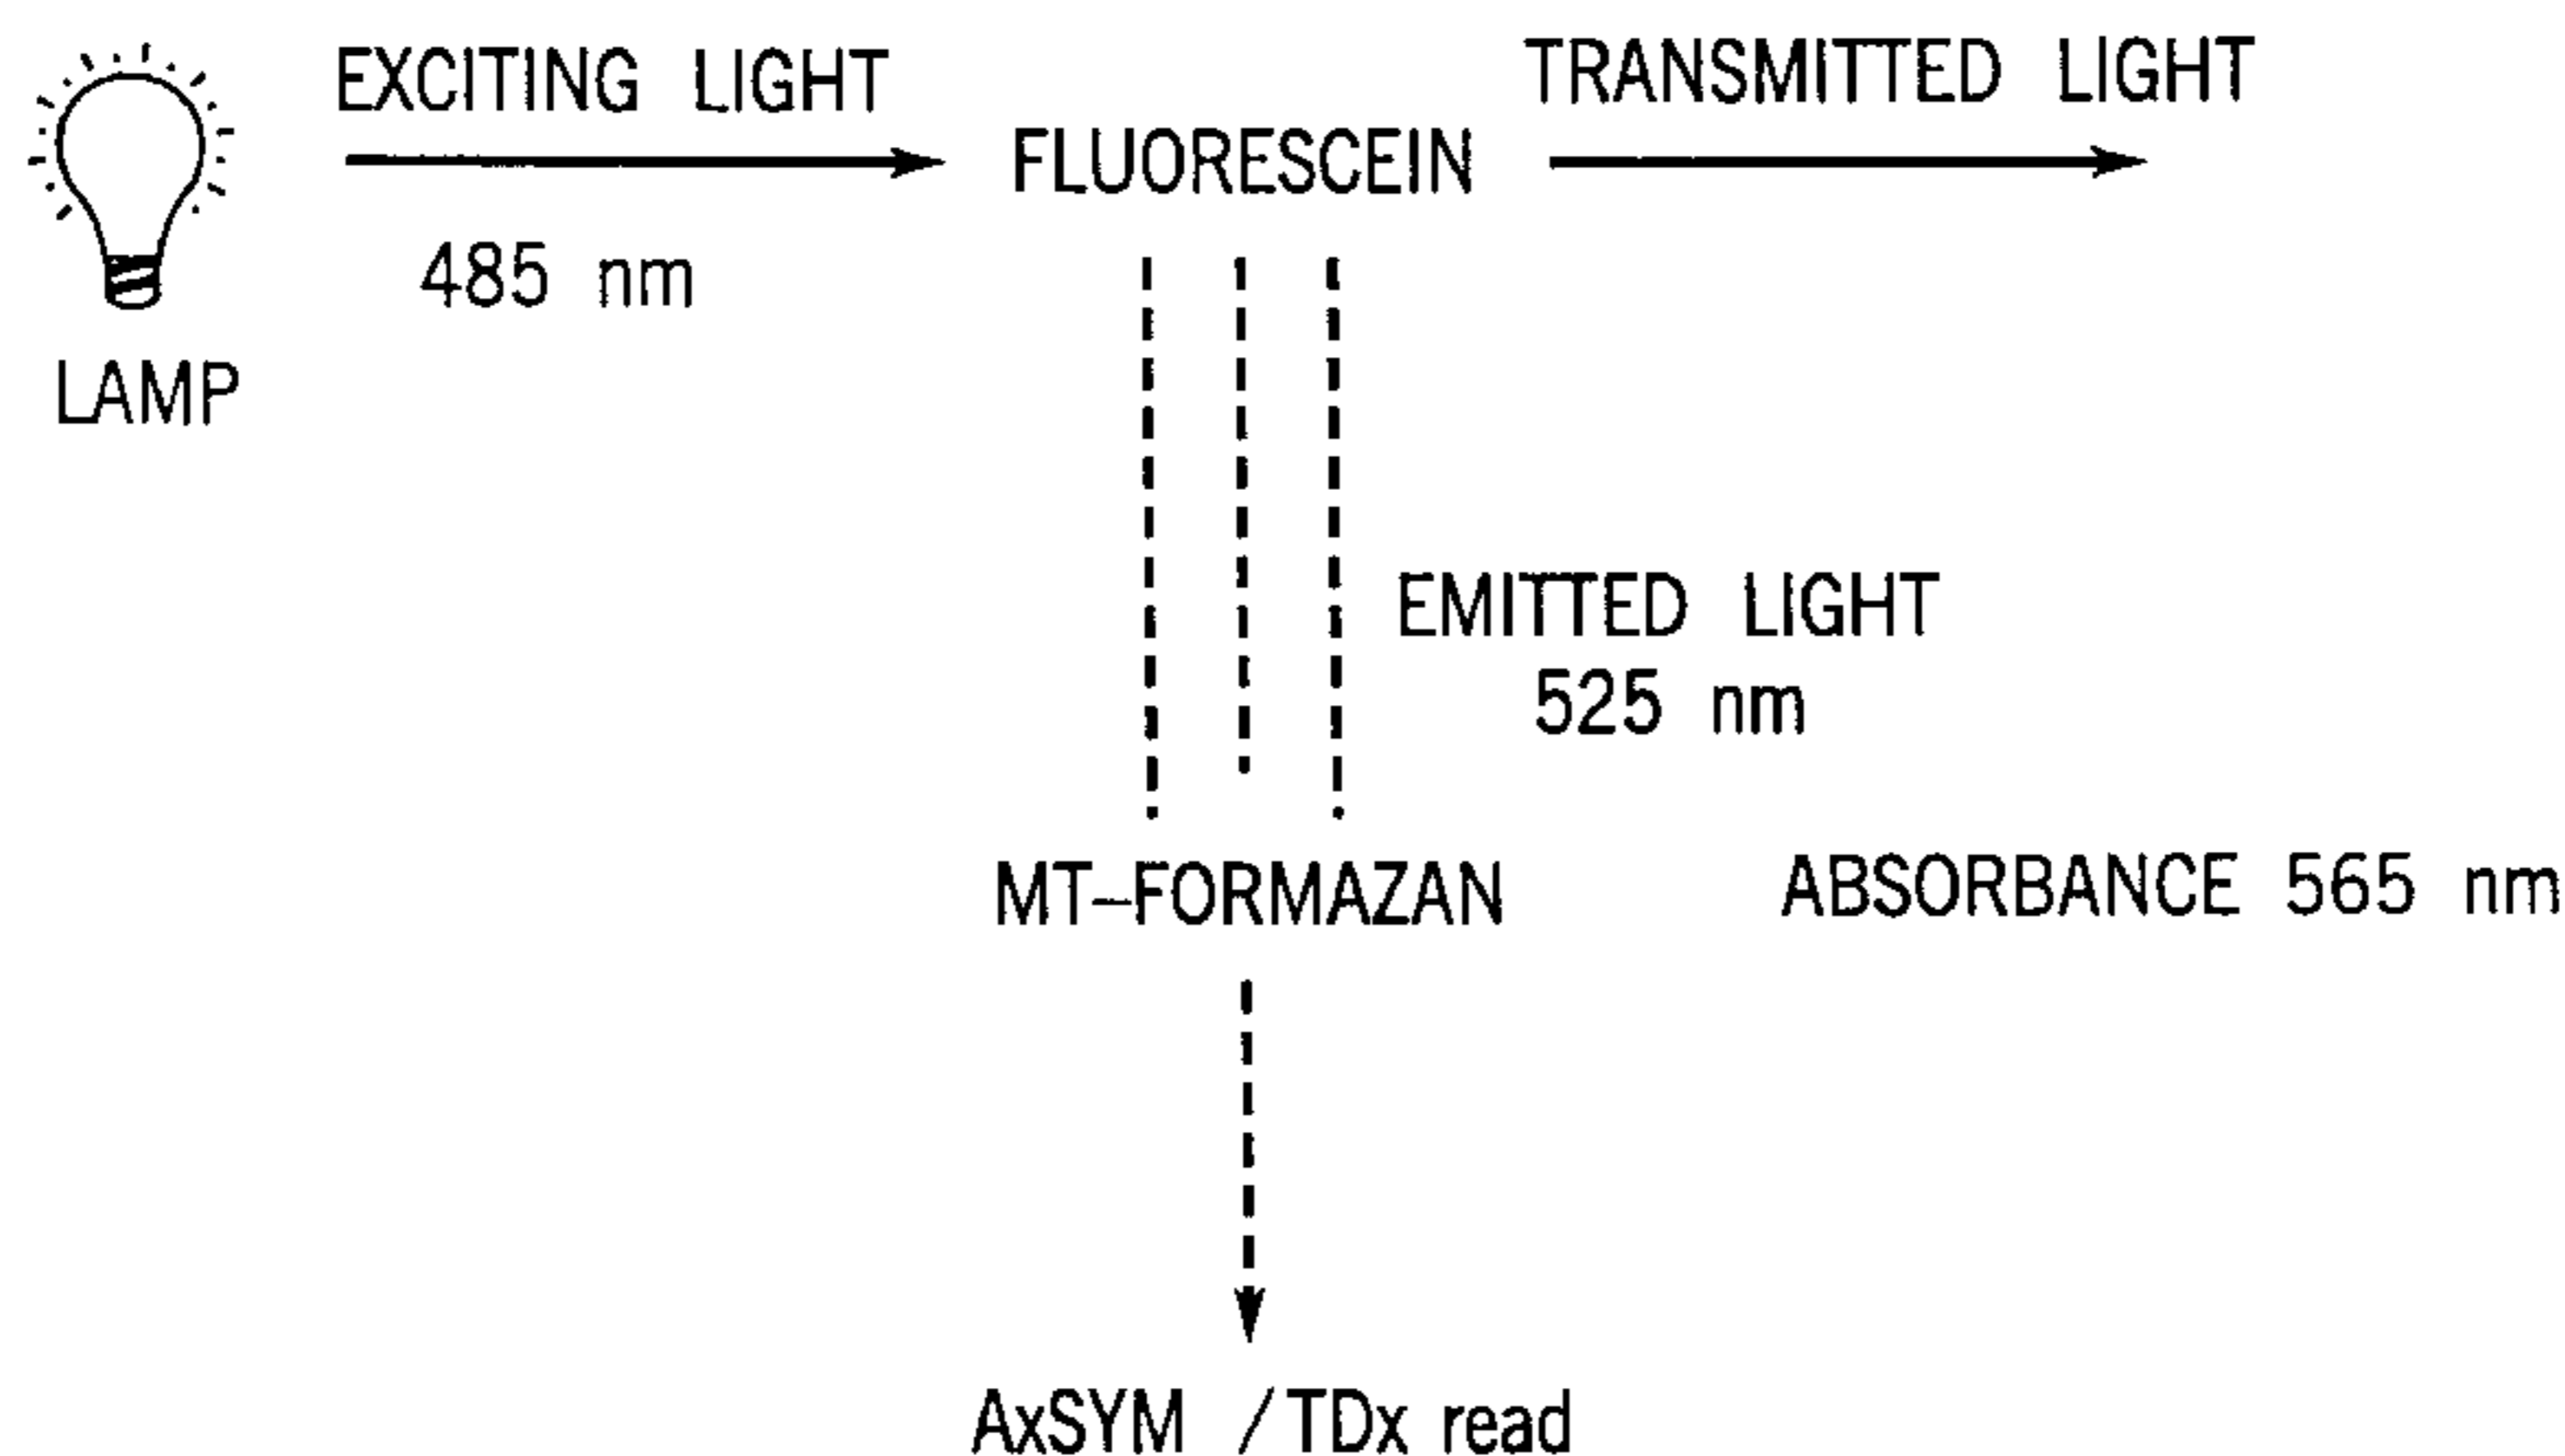 EXCITING LIGHT
TRANSMITTED LIGHT
FLUORESCEIN
485 nm
LAMP
EMITTED LIGHT
525 nm
MT-FORMAZAN
ABSORBANCE 565 nm
AxSYM / TDx read